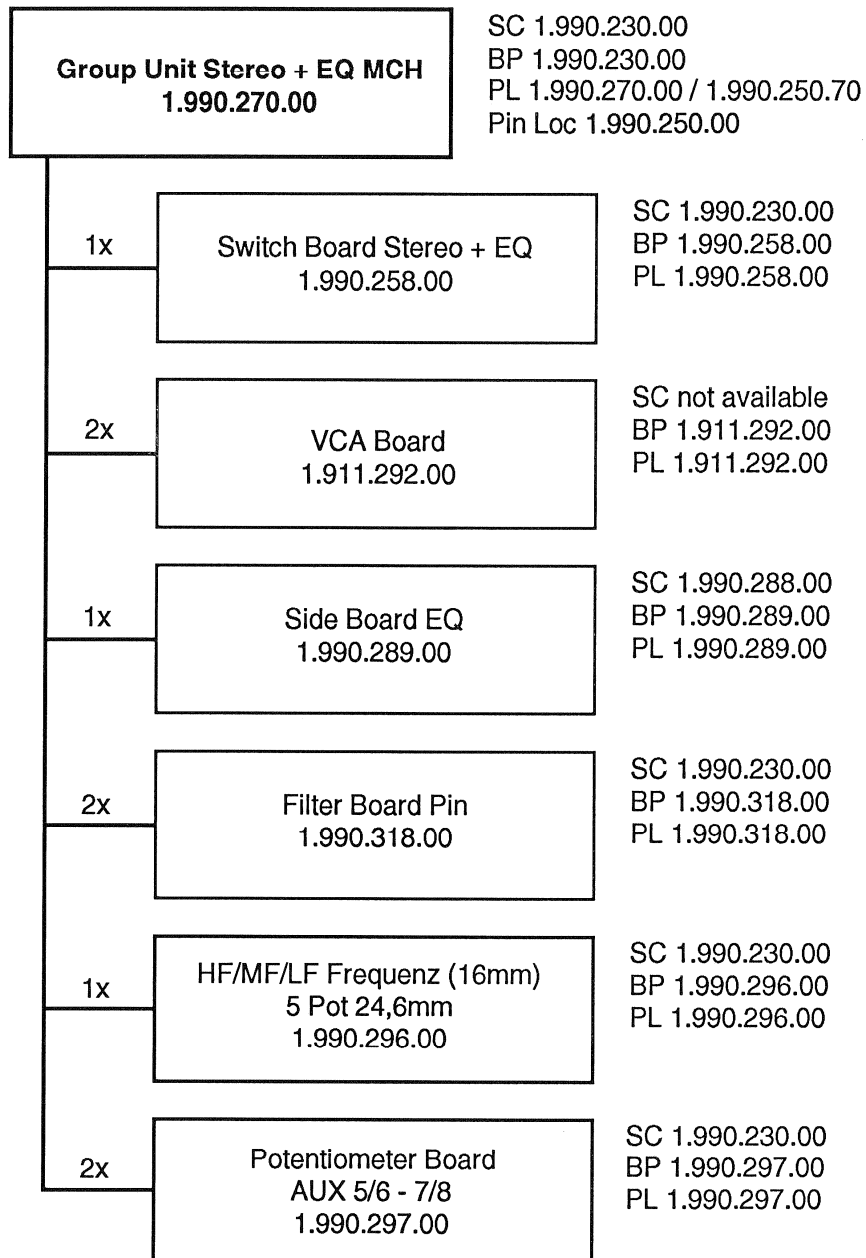 Group Unit Stereo + EQ MCH
1.990.270.00
SC 1.990.230.00
BP 1.990.230.00
PL 1.990.270.00 / 1.990.250.70
Pin Loc 1.990.250.00
1x
Switch Board Stereo + EQ
1.990.258.00
SC 1.990.230.00
BP 1.990.258.00
PL 1.990.258.00
2x
VCA Board
1.911.292.00
SC not available
BP 1.911.292.00
PL 1.911.292.00
1x
Side Board EQ
1.990.289.00
SC 1.990.288.00
BP 1.990.289.00
PL 1.990.289.00
2x
Filter Board Pin
1.990.318.00
SC 1.990.230.00
BP 1.990.318.00
PL 1.990.318.00
1x
HF/MF/LF Frequenz (16mm)
5 Pot 24,6mm
1.990.296.00
SC 1.990.230.00
BP 1.990.296.00
PL 1.990.296.00
2x
Potentiometer Board
AUX 5/6 - 7/8
1.990.297.00
SC 1.990.230.00
BP 1.990.297.00
PL 1.990.297.00